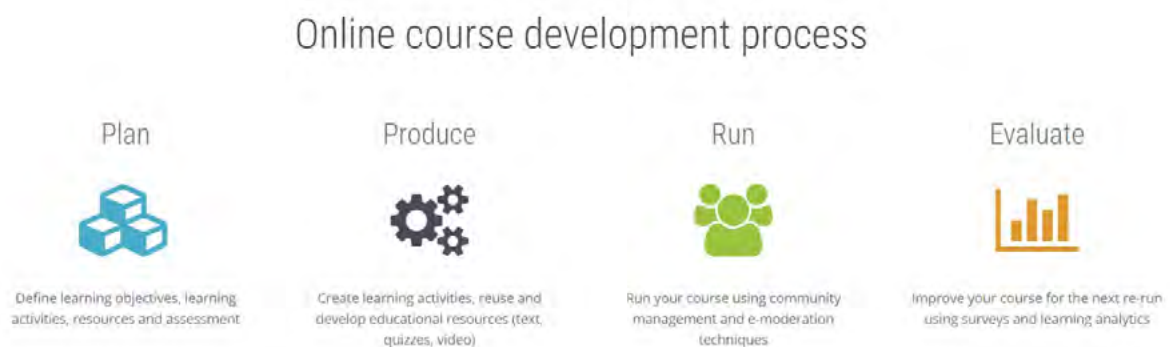 Online course development process
Plan
Define learning objectives, learning
activities, resources and assessment
Produce
Create learning activities, reuse and
develop educational resources (text,
quizzes, video)
Run
Run your course using community
management and e-moderation
techniques
Evaluate
Improve your course for the next re-run
using surveys and learning analytics